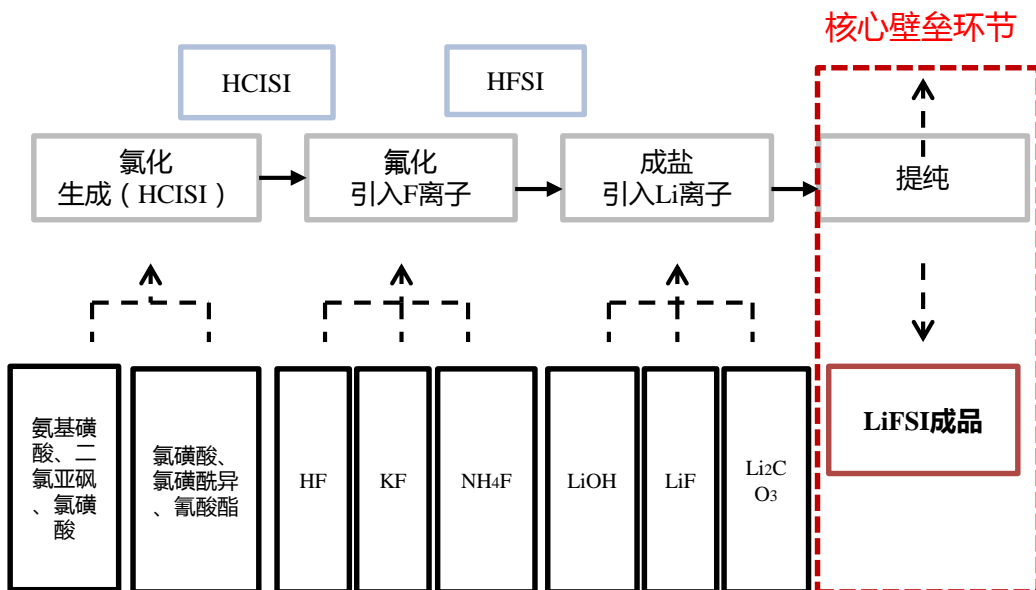 核心壁垒环节
HCISI
HFSI
氯化
生成（HCISI）
氟化
引入F离子
成盐
引入Li离子
提纯
氨基磺
酸、二
氯亚砜
、氯磺
酸
氯磺酸、
氯磺酰异
、氰酸酯
HF
KF
NH4F
LiOH
LiF
Li2C
O3
LiFSI成品